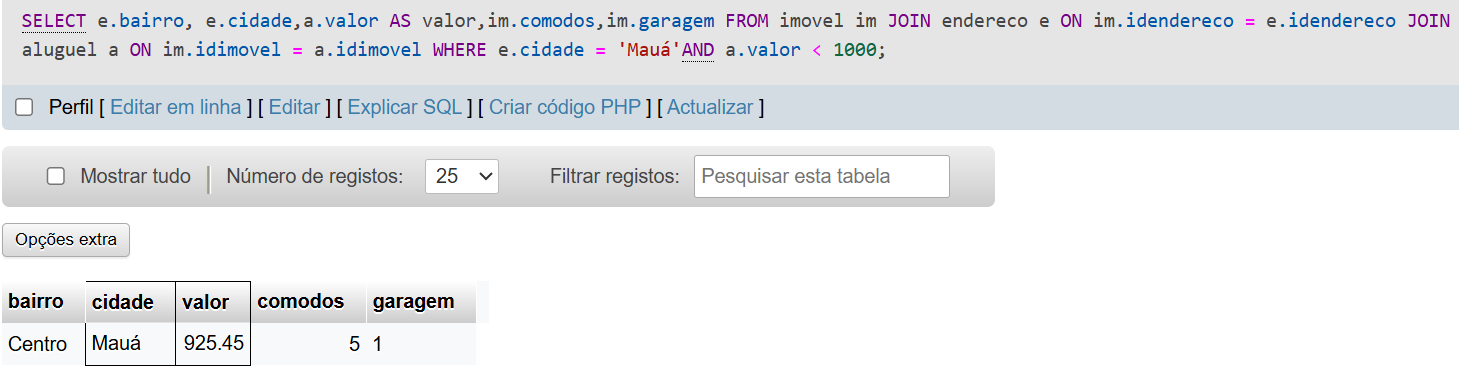 SELECT e.bairro, e.cidade,a.valor AS valor,im.comodos,im.garagem FROM imovel im JOIN endereco e ON im.idendereco = e.idendereco JOIN
aluguel a ON im.idimovel = a.idimovel WHERE e.cidade = 'Mauá'AND a.valor < 1000;
Perfil [ Editar em linha ] [ Editar ] [ Explicar SQL ] [ Criar código PHP ] [ Actualizar ]
Mostrar tudo | Número de registos: 25 Filtrar registos: Pesquisar esta tabela
Opções extra
bairro cidade valor comodos garagem
Centro Mauá 925.45 5 1